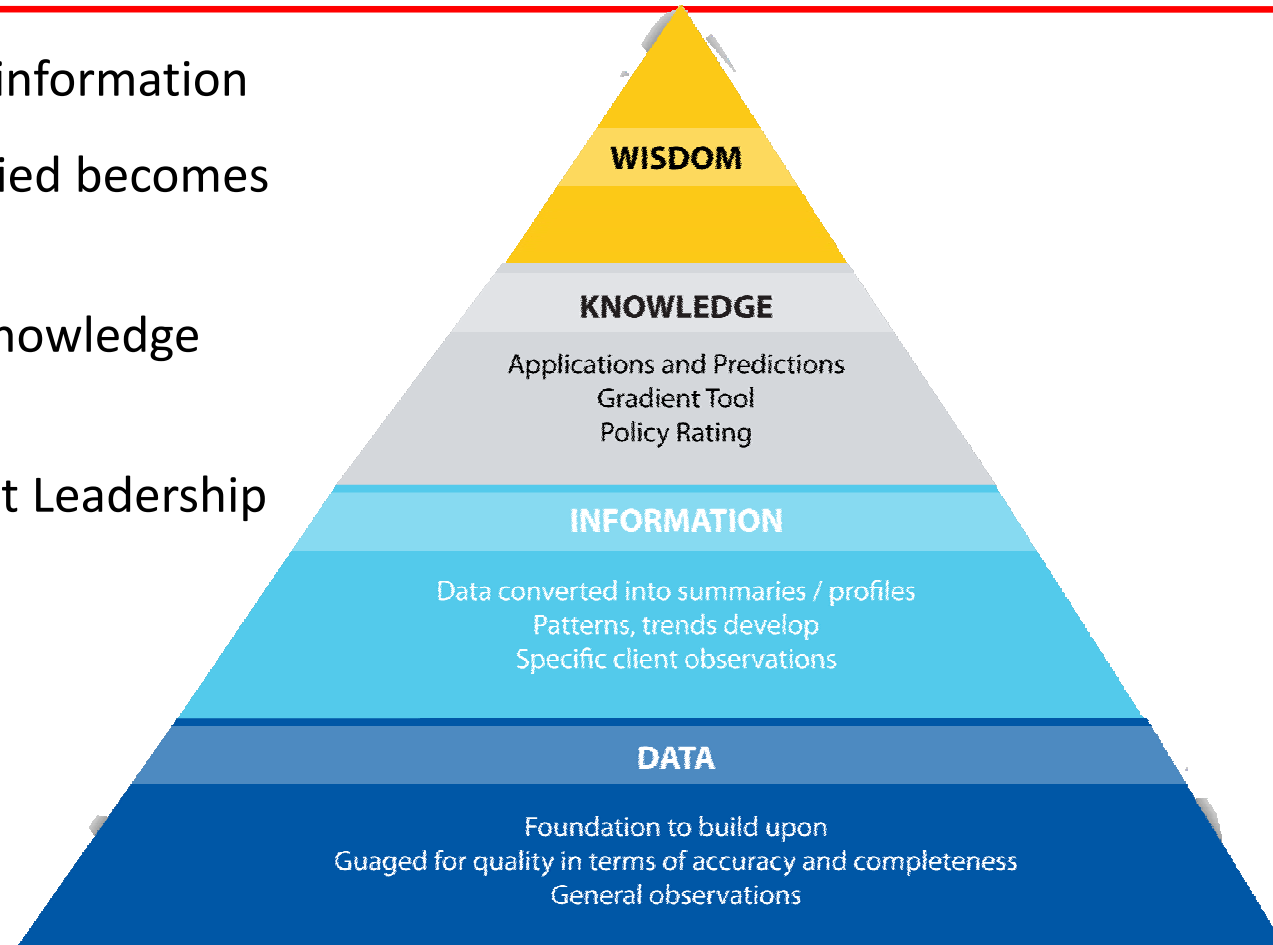 information
ied becomes
nowledge
t Leadership
WISDOM
KNOWLEDGE
Applications and Predictions
Gradient Tool
Policy Rating
INFORMATION
Data converted into summaries / profiles
Patterns, trends develop
Specific client observations
DATA
Foundation to build upon
Guaged for quality in terms of accuracy and completeness
General observations